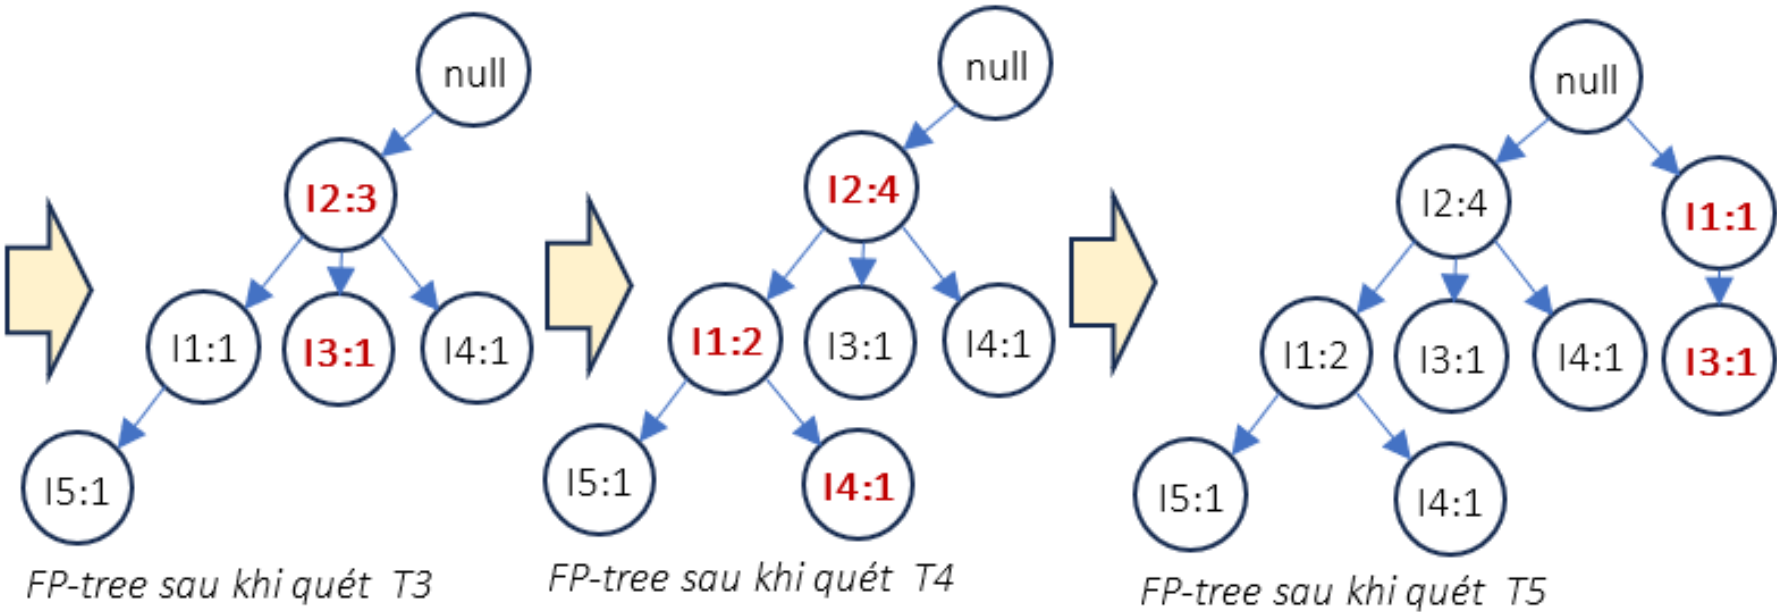 null
I2:3
I1:1
I3:1
I4:1
I5:1
FP-tree sau khi quét T3
null
I2:4
I1:2
I3:1
I4:1
I5:1
I4:1
FP-tree sau khi quét T4
null
I2:4
I1:1
I1:2
I3:1
I4:1
I3:1
I5:1
I4:1
FP-tree sau khi quét T5